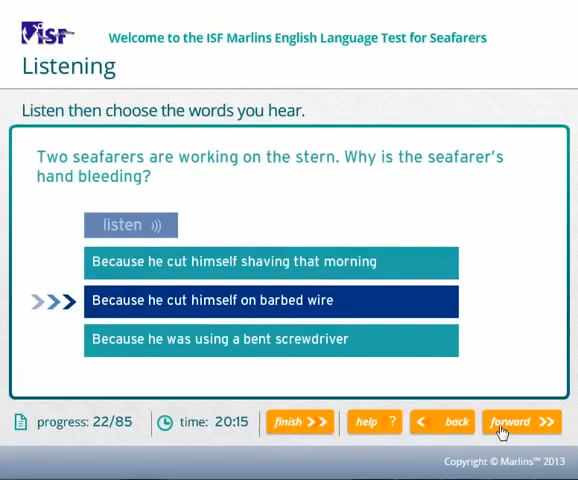 ISF
Welcome to the ISF Marlins English Language Test for Seafarers
Listening
Listen then choose the words you hear.
Two seafarers are working on the stern. Why is the seafarer's
hand bleeding?
listen
Because he cut himself shaving that morning
Because he cut himself on barbed wire
Because he was using a bent screwdriver
progress: 22/85
time: 20:15
finish >>
help ?
< back
forward >>
Copyright © Marlins™ 2013